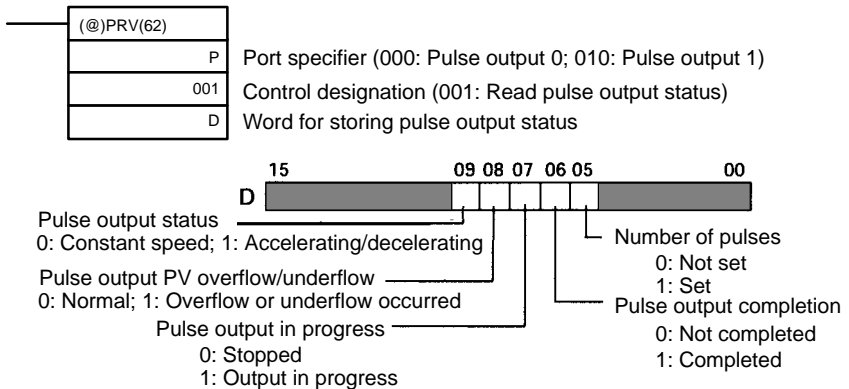 (@)PRV(62)
P Port specifier (000: Pulse output 0; 010: Pulse output 1)
001 Control designation (001: Read pulse output status)
D Word for storing pulse output status
15 09 08 07 06 05 00
D
Pulse output status
0: Constant speed; 1: Accelerating/decelerating
Pulse output PV overflow/underflow
0: Normal; 1: Overflow or underflow occurred
Pulse output in progress
0: Stopped
1: Output in progress
Number of pulses
0: Not set
1: Set
Pulse output completion
0: Not completed
1: Completed